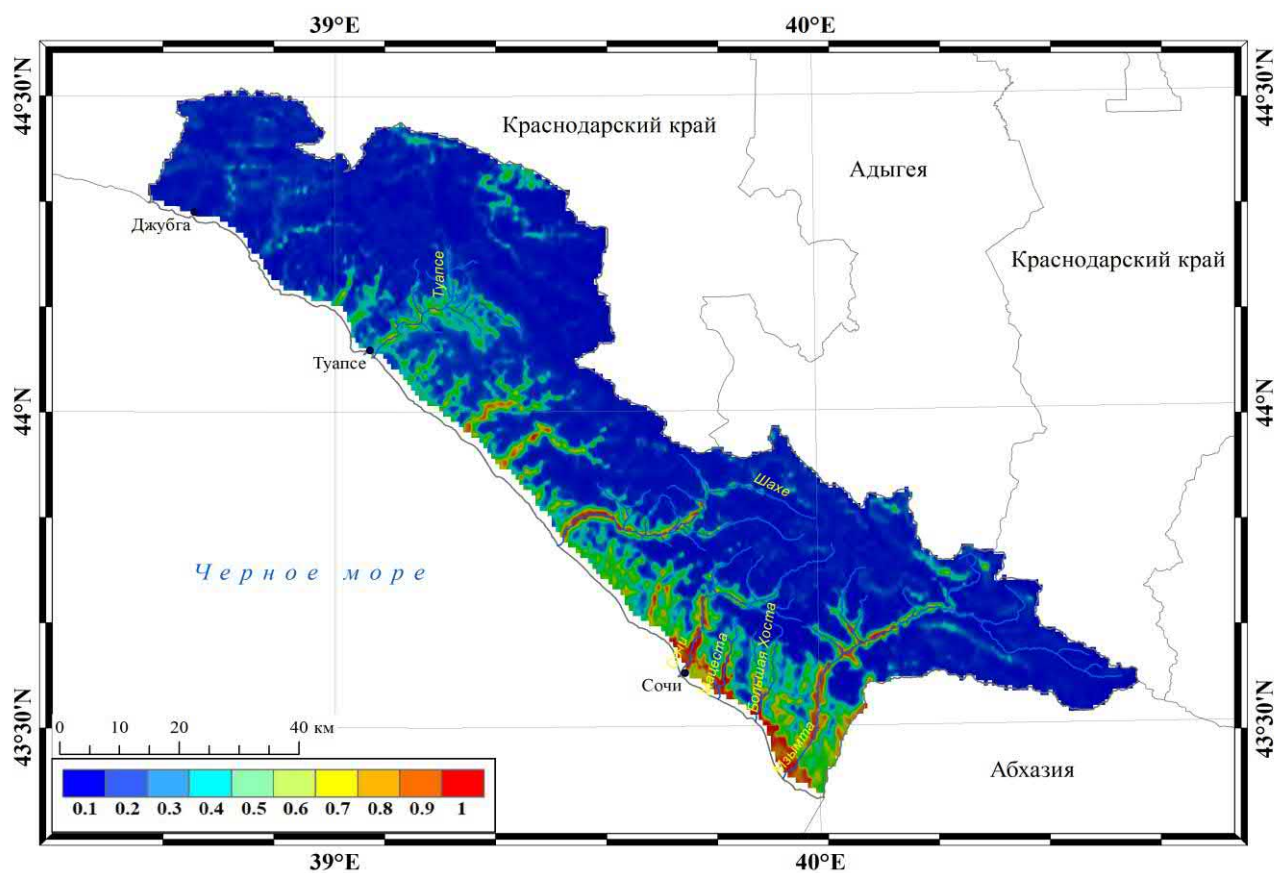 39°E 40°E
44°30'N 44°30'N
Краснодарский край
Адыгея
Джубга
Краснодарский край
Туапсе
Туапсе
44°N 44°N
Шахе
Черное море
Мацеста
Большая Хоста
Сочи
Мзымта
43°30'N 43°30'N
0 10 20 40 км
Абхазия
0.1 0.2 0.3 0.4 0.5 0.6 0.7 0.8 0.9 1
39°E 40°E